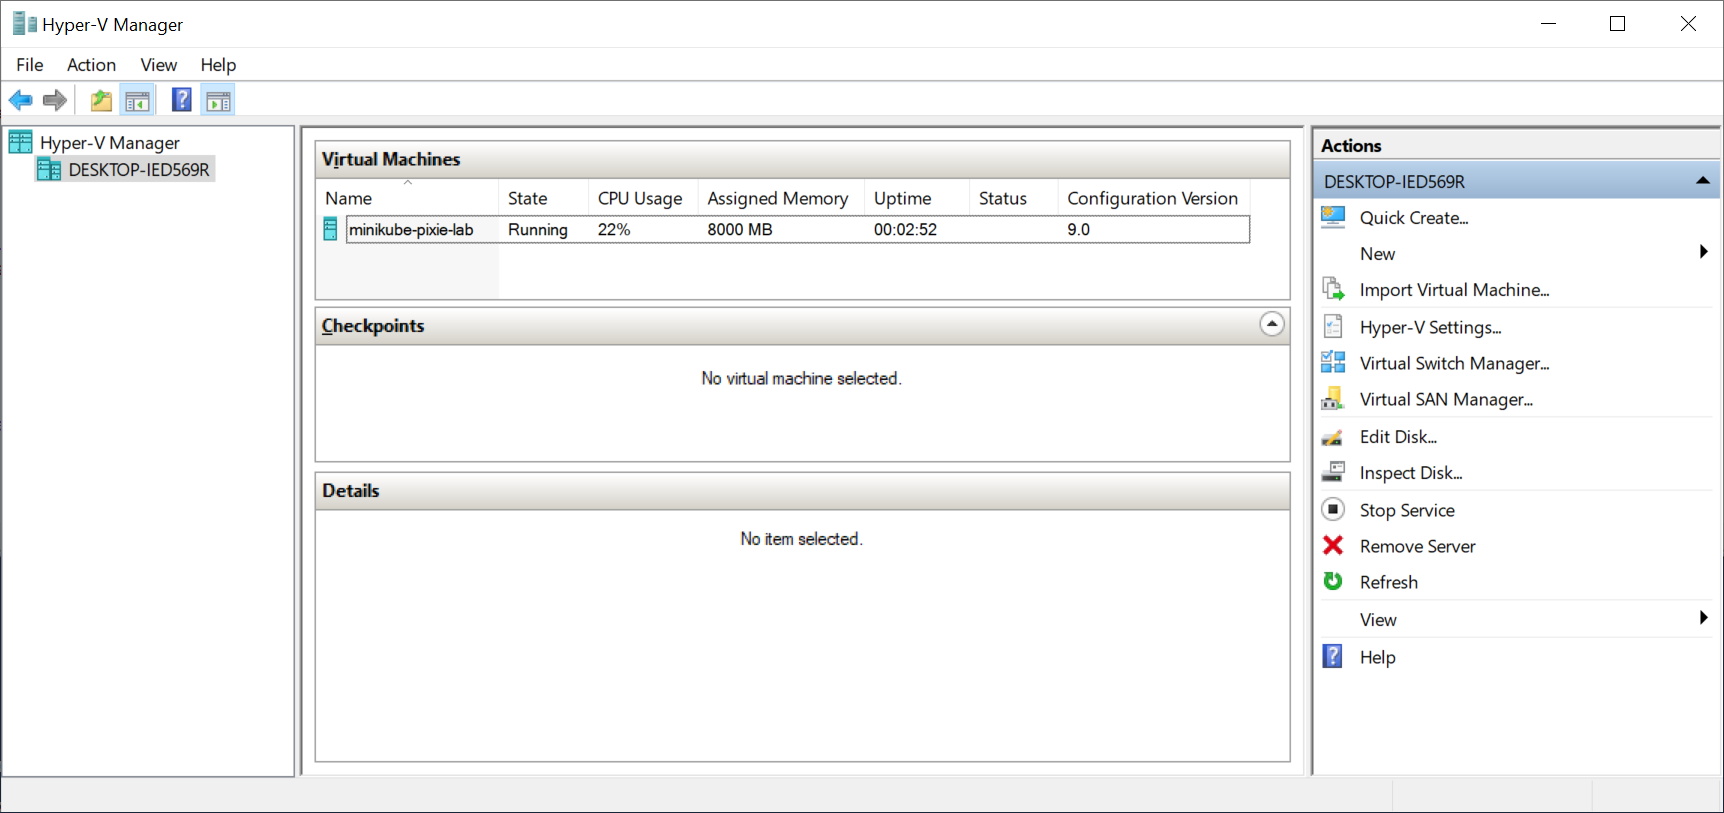 Hyper-V Manager
File Action View Help
Hyper-V Manager
DESKTOP-IED569R
Virtual Machines
Name State CPU Usage Assigned Memory Uptime Status Configuration Version
minikube-pixie-lab Running 22% 8000 MB 00:02:52 9.0
Checkpoints
No virtual machine selected.
Details
No item selected.
Actions
DESKTOP-IED569R
Quick Create...
New
Import Virtual Machine...
Hyper-V Settings...
Virtual Switch Manager...
Virtual SAN Manager...
Edit Disk...
Inspect Disk...
Stop Service
Remove Server
Refresh
View
Help